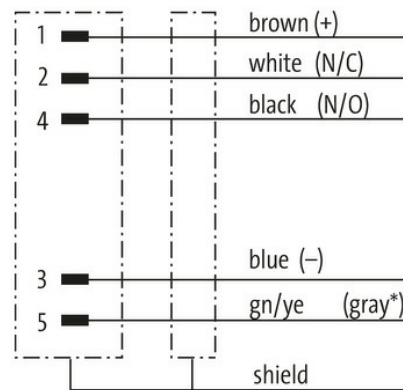 1 brown (+)
2 white (N/C)
4 black (N/O)
3 blue (–)
5 gn/ye (gray*)
shield